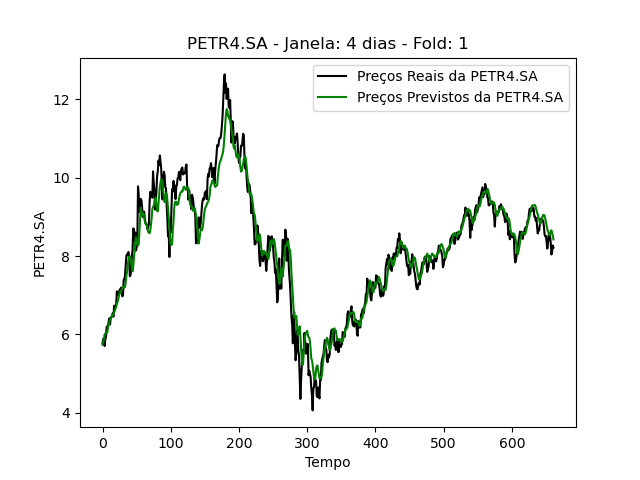 PETR4.SA - Janela: 4 dias - Fold: 1
Preços Reais da PETR4.SA
Preços Previstos da PETR4.SA
12
10
8
6
4
PETR4.SA
0 100 200 300 400 500 600
Tempo